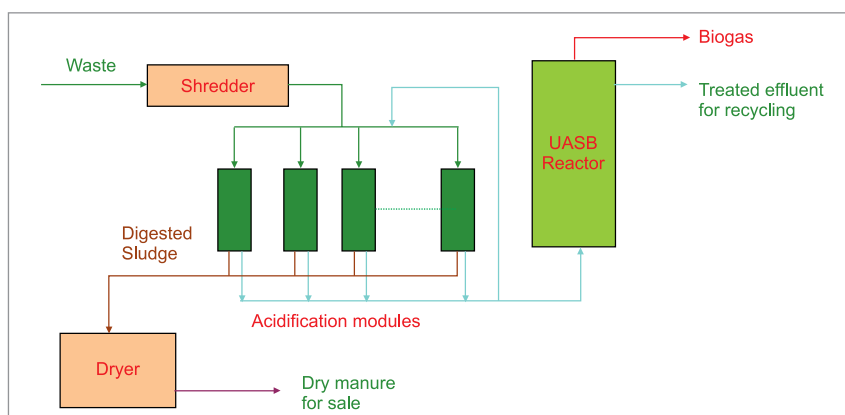 Biogas
Waste
Shredder
Treated effluent
for recycling
UASB
Reactor
Digested
Sludge
Acidification modules
Dryer
Dry manure
for sale